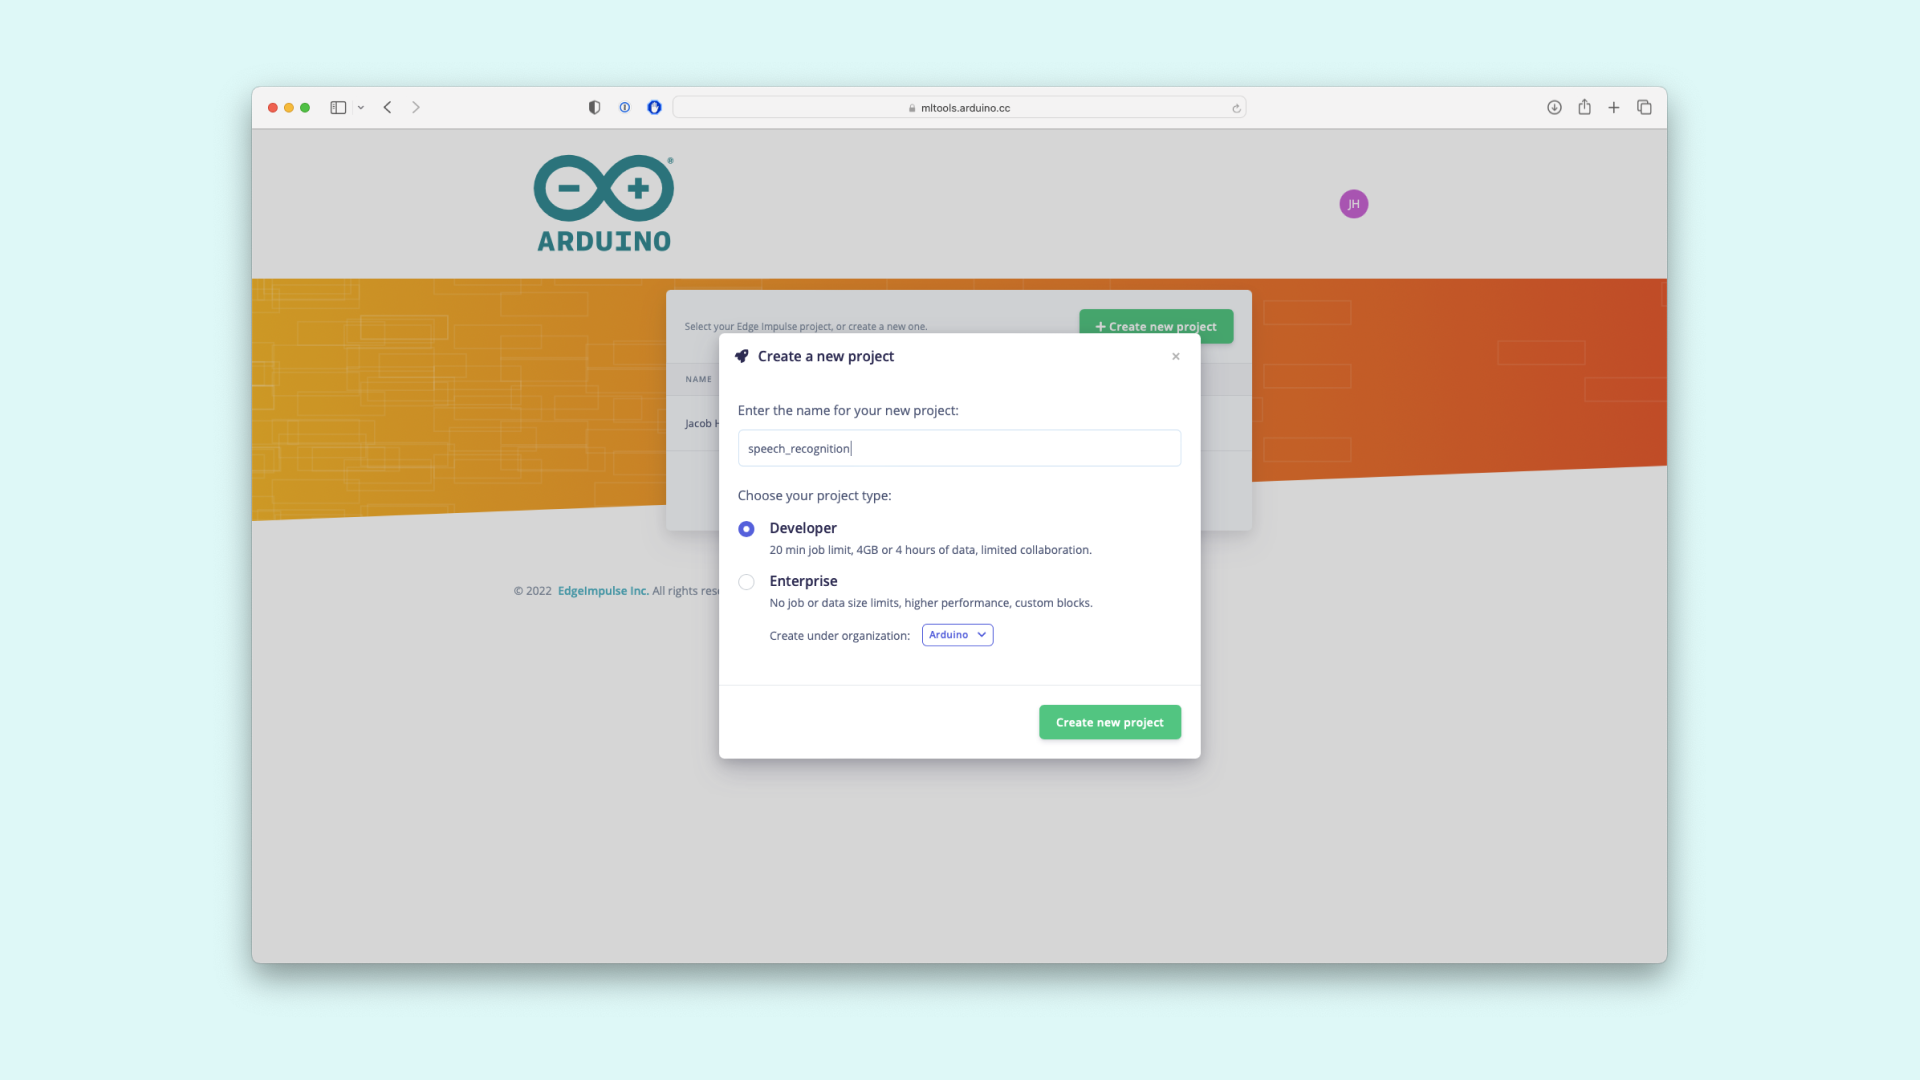 mltools.arduino.cc
®
ARDUINO
JH
Select your Edge Impulse project, or create a new one.
+ Create new project
Create a new project
×
NAME
Enter the name for your new project:
Jacob H
speech_recognition
Choose your project type:
Developer
20 min job limit, 4GB or 4 hours of data, limited collaboration.
Enterprise
No job or data size limits, higher performance, custom blocks.
© 2022 EdgeImpulse Inc. All rights
Create under organization: Arduino
Create new project